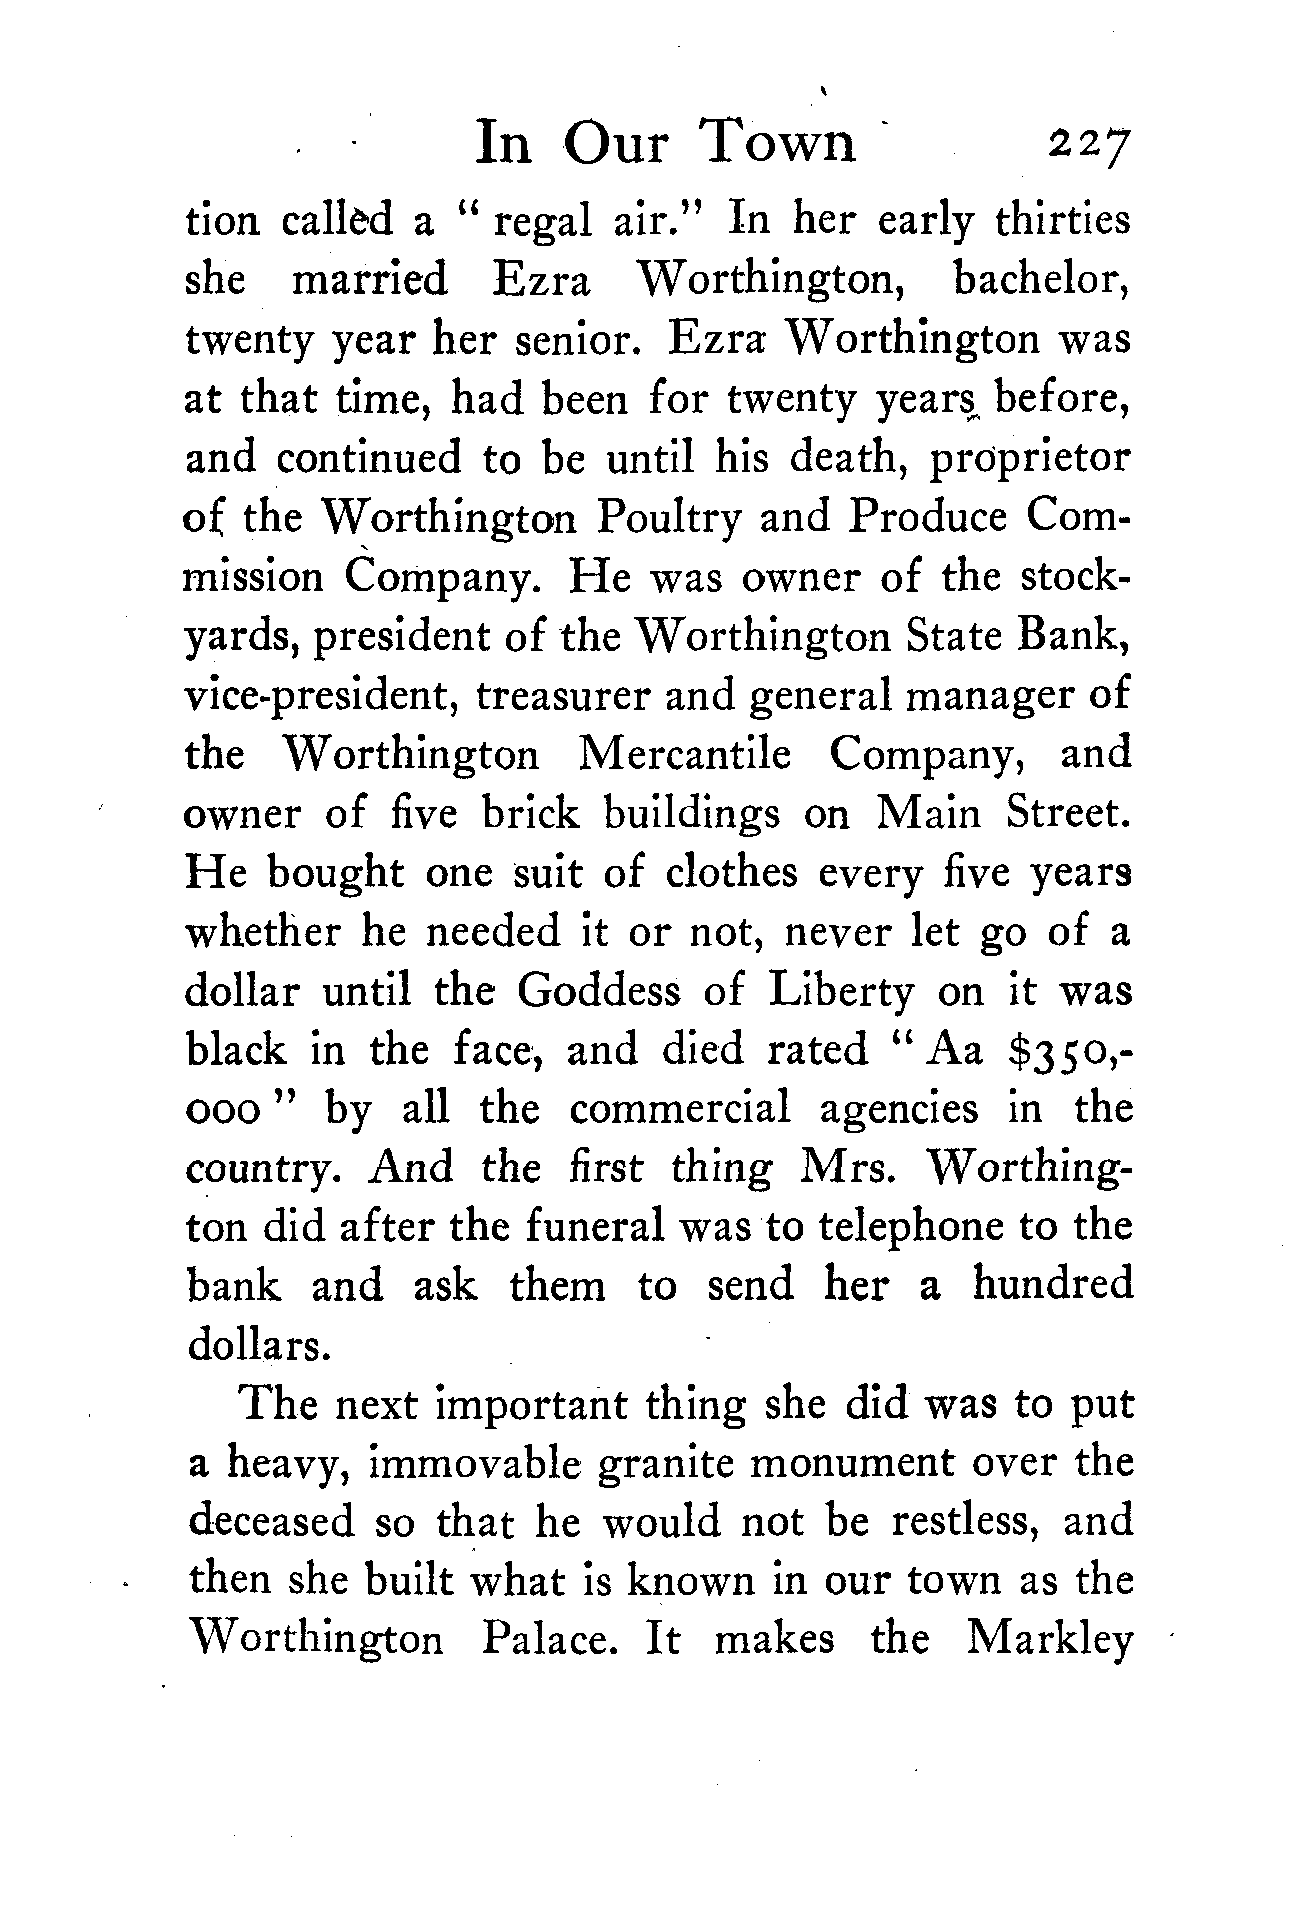 In Our Town 227
tion called a " regal air." In her early thirties
she married Ezra Worthington, bachelor,
twenty year her senior. Ezra Worthington was
at that time, had been for twenty years before,
and continued to be until his death, proprietor
of the Worthington Poultry and Produce Com-
mission Company. He was owner of the stock-
yards, president of the Worthington State Bank,
vice-president, treasurer and general manager of
the Worthington Mercantile Company, and
owner of five brick buildings on Main Street.
He bought one suit of clothes every five years
whether he needed it or not, never let go of a
dollar until the Goddess of Liberty on it was
black in the face, and died rated " Aa $350,-
000 " by all the commercial agencies in the
country. And the first thing Mrs. Worthing-
ton did after the funeral was to telephone to the
bank and ask them to send her a hundred
dollars.
The next important thing she did was to put
a heavy, immovable granite monument over the
deceased so that he would not be restless, and
then she built what is known in our town as the
Worthington Palace. It makes the Markley